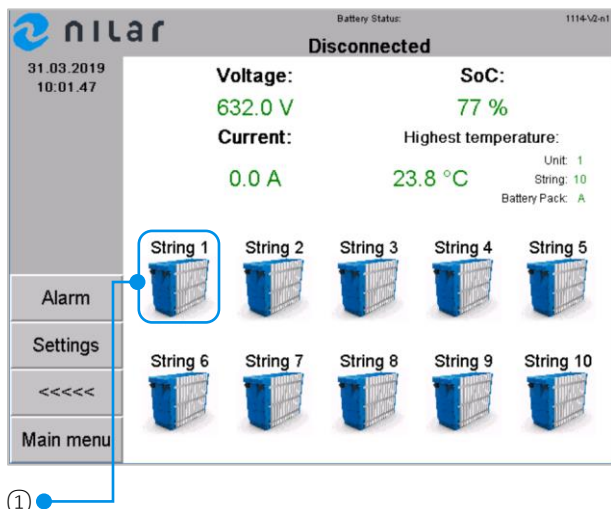 nilar
Battery Status:
1114-V2-n1
Disconnected
31.03.2019
10:01.47
Voltage:
SoC:
632.0 V
77 %
Current:
Highest temperature:
0.0 A
23.8 °C
Unit: 1
String: 10
Battery Pack: A
String 1 String 2 String 3 String 4 String 5
Alarm
Settings
String 6 String 7 String 8 String 9 String 10
<<<<<
Main menu
①